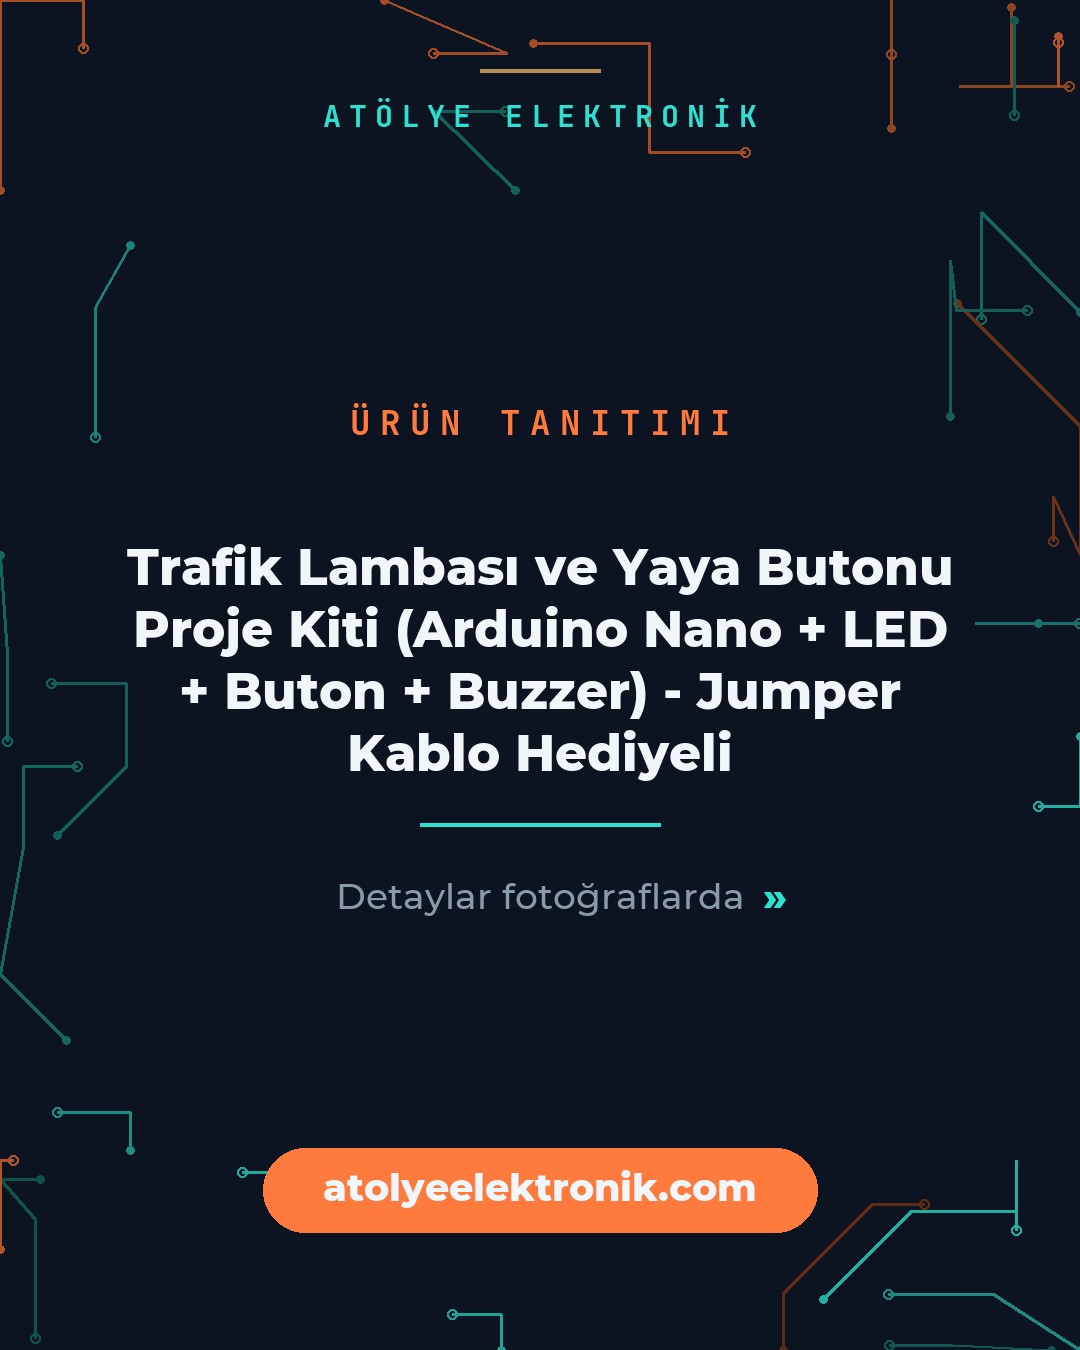 ATÖLYE ELEKTRONİK
ÜRÜN TANITIMI
Trafik Lambası ve Yaya Butonu
Proje Kiti (Arduino Nano + LED
+ Buton + Buzzer) - Jumper
Kablo Hediyeli
Detaylar fotoğraflarda »
atolyeelektronik.com